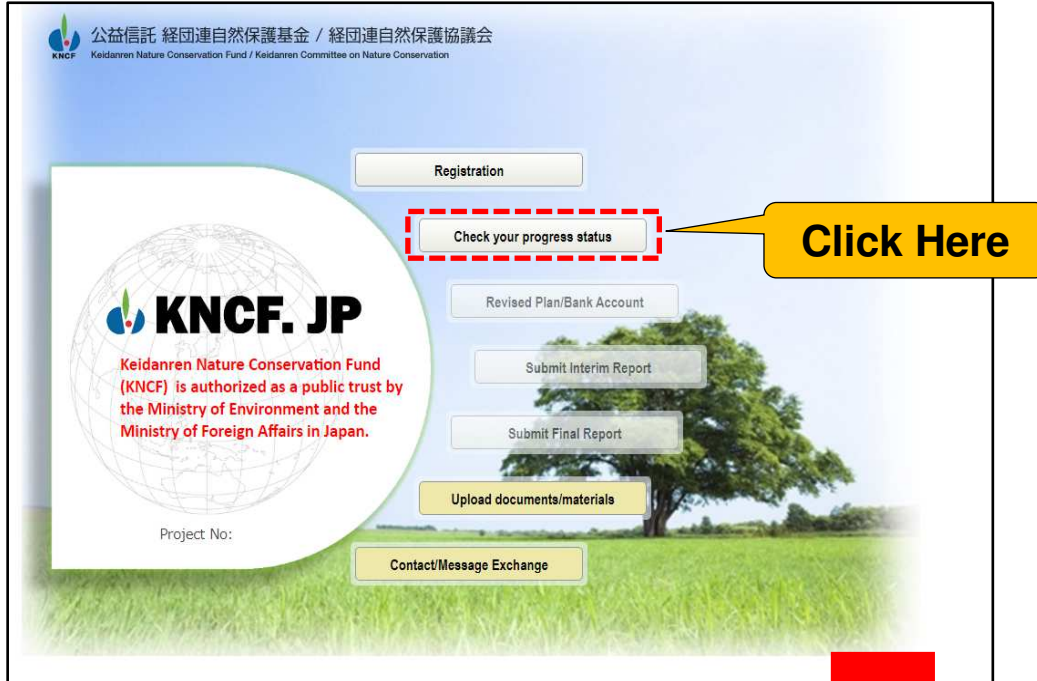 公益信託 経団連自然保護基金 / 経団連自然保護協議会
KNCF
Keidanren Nature Conservation Fund / Keidanren Committee on Nature Conservation
Registration
Check your progress status
Click Here
Revised Plan/Bank Account
KNCF. JP
Keidanren Nature Conservation Fund
(KNCF) is authorized as a public trust by
the Ministry of Environment and the
Ministry of Foreign Affairs in Japan.
Submit Interim Report
Submit Final Report
Upload documents/materials
Project No:
Contact/Message Exchange